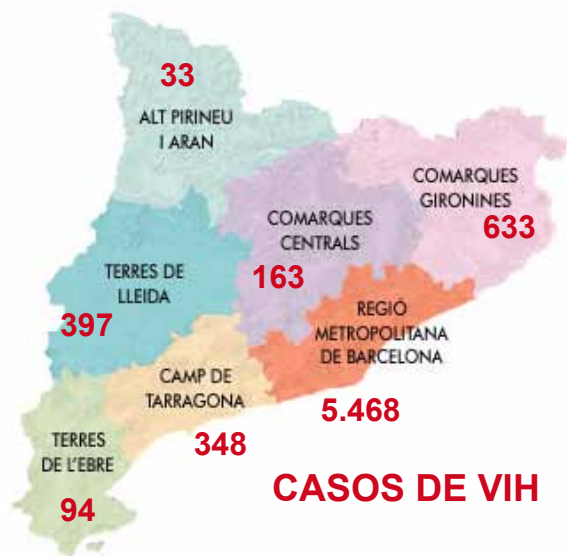 33
ALT PIRINEU
I ARAN
COMARQUES
GIRONINES
633
COMARQUES
CENTRALS
163
TERRES DE
LLEIDA
397
REGIÓ
METROPOLITANA
DE BARCELONA
5.468
CAMP DE
TARRAGONA
348
TERRES
DE L'EBRE
94
CASOS DE VIH